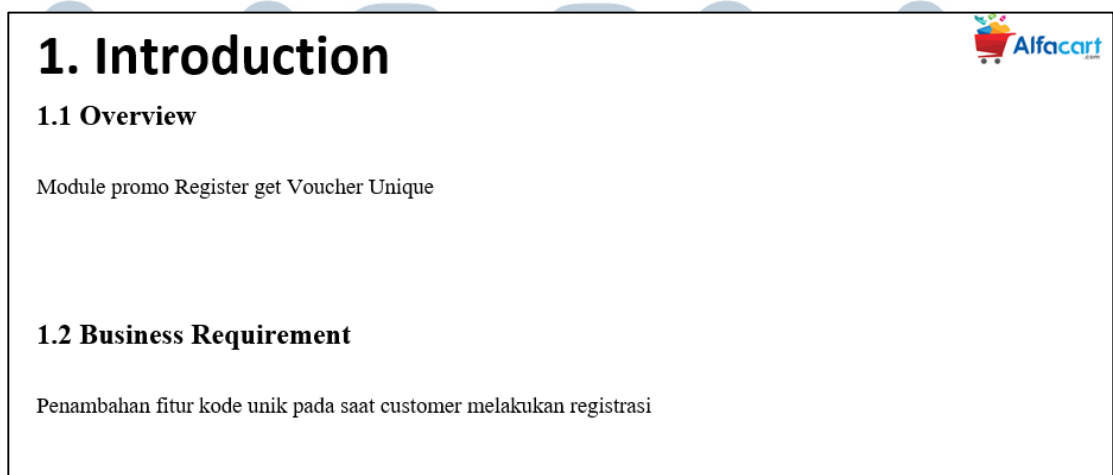 1. Introduction
Alfacart
.com
1.1 Overview
Module promo Register get Voucher Unique
1.2 Business Requirement
Penambahan fitur kode unik pada saat customer melakukan registrasi